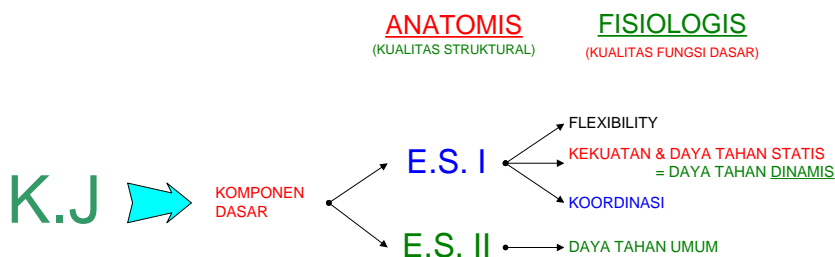 ANATOMIS
(KUALITAS STRUKTURAL)
FISIOLOGIS
(KUALITAS FUNGSI DASAR)
K.J
KOMPONEN
DASAR
E.S. I
FLEXIBILITY
KEKUATAN & DAYA TAHAN STATIS
= DAYA TAHAN DINAMIS
KOORDINASI
E.S. II
DAYA TAHAN UMUM